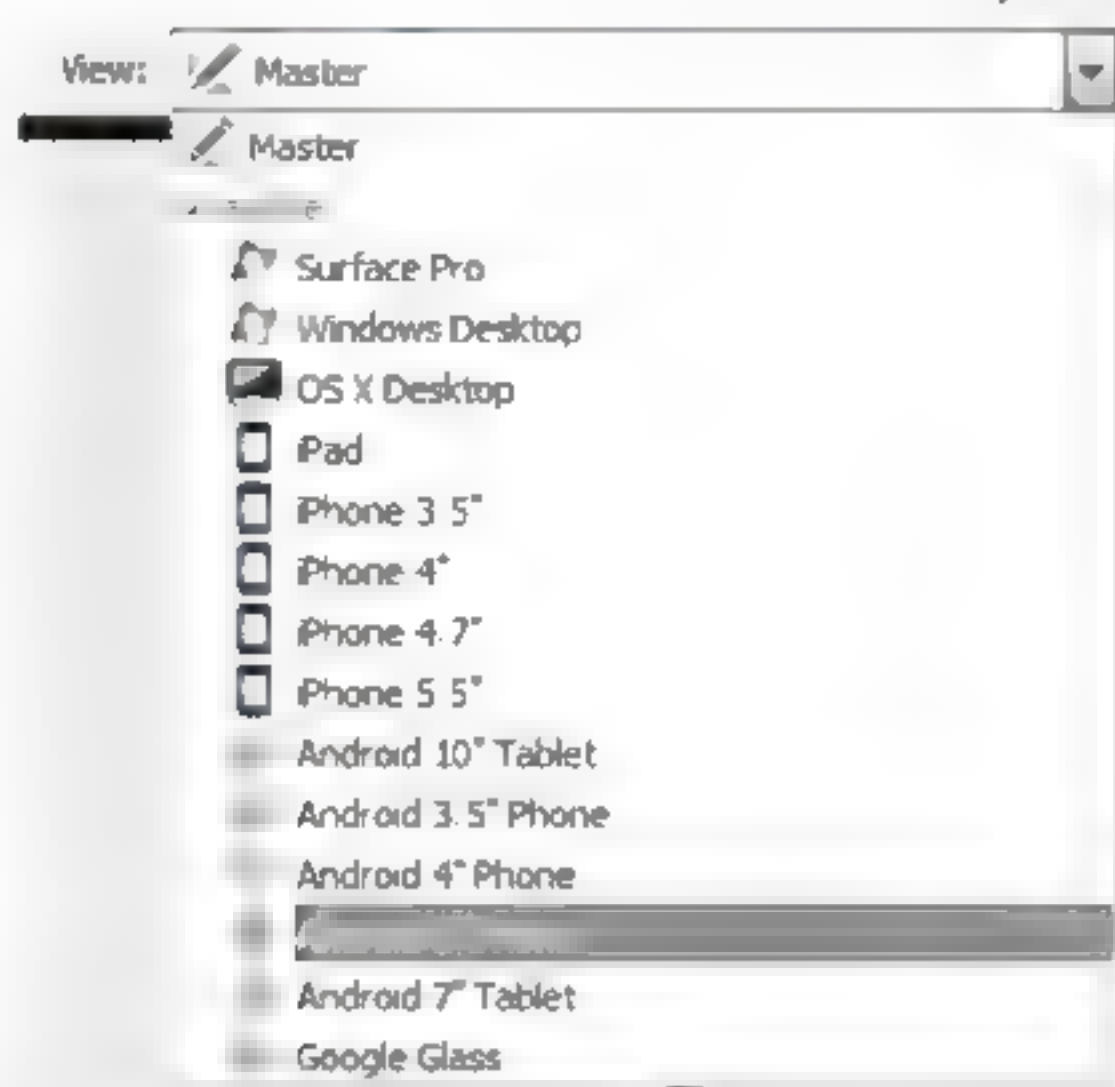 View: Master
Master
Surface Pro
Windows Desktop
OS X Desktop
iPad
iPhone 3.5"
iPhone 4"
iPhone 4.7"
iPhone 5.5"
Android 10" Tablet
Android 3.5" Phone
Android 4" Phone
Android 7" Tablet
Google Glass